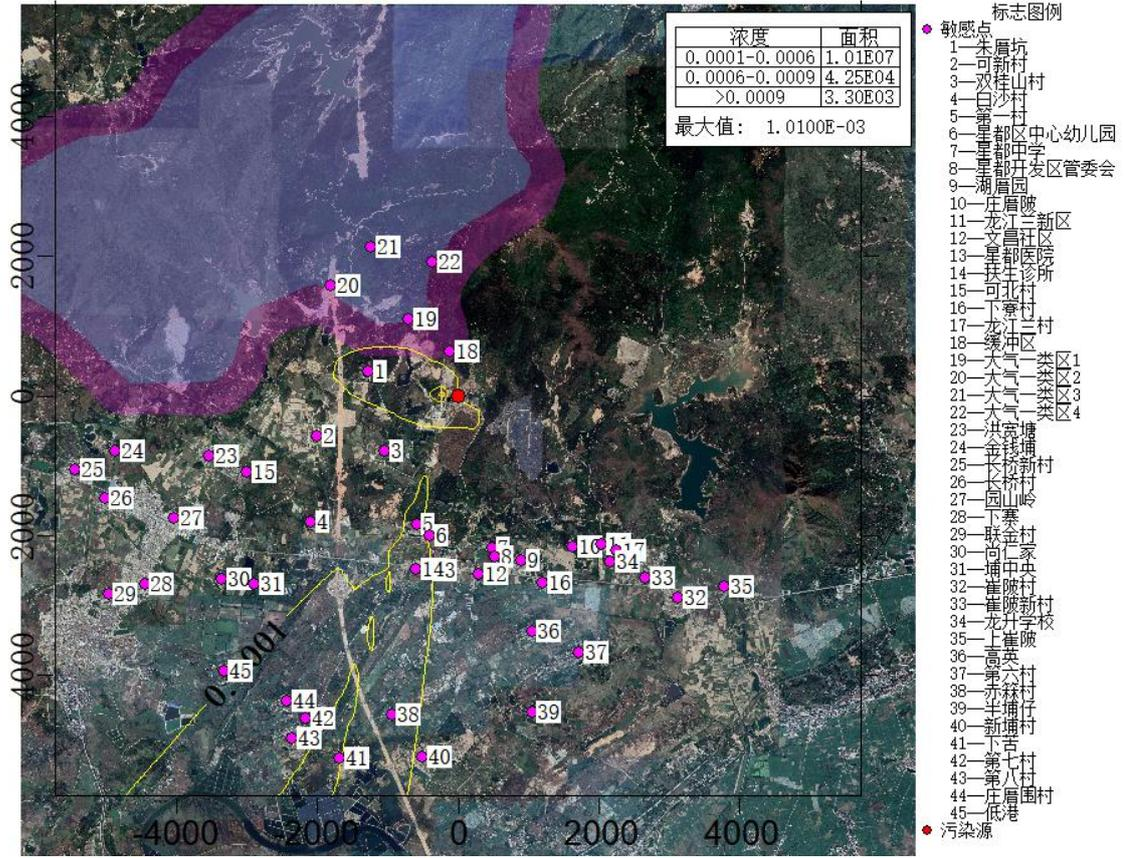 标志图例
敏感点
1—朱厝坑
2—可新村
3—双桂山村
4—白沙村
5—第一村
6—星都区中心幼儿园
7—星都中学
8—星都开发区管委会
9—湖厝园
10—庄厝陂
11—龙江兰新区
12—文昌社区
13—星都医院
14—扶生诊所
15—可北村
16—下寮村
17—龙江三村
18—缓冲区
19—大气一类区1
20—大气一类区2
21—大气一类区3
22—大气一类区4
23—洪宽塘
24—金钱埔
25—长桥新村
26—长桥村
27—园山岭
28—下寨
29—联金村
30—尚仁家
31—埔中央
32—崔陂村
33—崔陂新村
34—龙升学校
35—上崔陂
36—高英
37—第六村
38—赤森村
39—半埔仔
40—新埔村
41—下舌
42—第七村
43—第八村
44—庄厝围村
45—低港
污染源
浓度 面积
0.0001-0.0006 1.01E07
0.0006-0.0009 4.25E04
>0.0009 3.30E03
最大值: 1.0100E-03
4000
2000
0
2000
4000
-4000 -2000 0 2000 4000
21
22
20
19
18
1
2
3
24
23
25
15
26
27
4
5
6
7
8
9
10
17
34
33
35
32
12
16
143
30
31
28
29
36
37
45
44
42
43
38
39
41
40